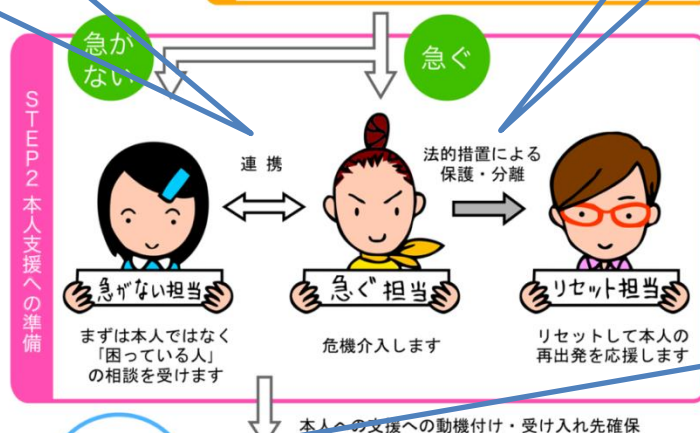 急が
ない
急ぐ
STEP2 本人支援への準備
連 携
法的措置による
保護・分離
急がない担当
急ぐ担当
リセット担当
まずは本人ではなく
「困っている人」
の相談を受けます
危機介入します
リセットして本人の
再出発を応援します
本人への支援への動機付け・受け入れ先確保